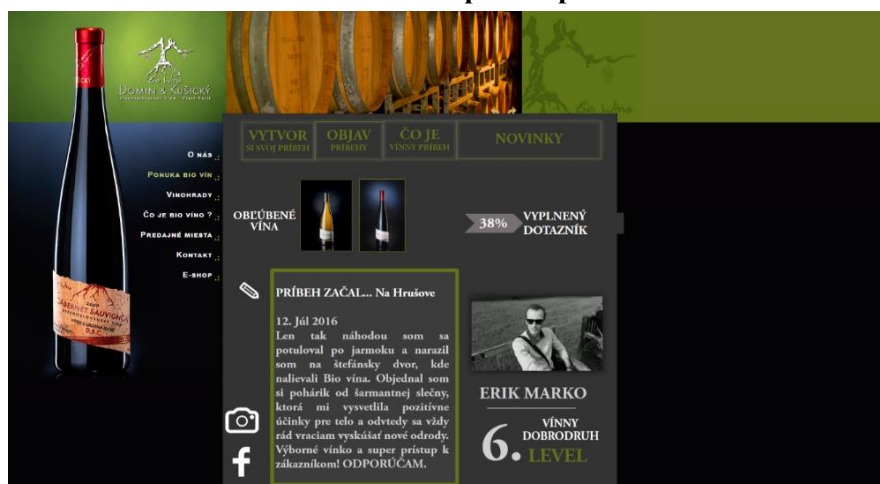 Bio Wine
DOMIN & KUŠICKÝ
O NÁS
PONUKA BIO VÍN
VINOHRADY
ČO JE BIO VÍNO ?
PREDAJNÉ MIESTA
KONTAKT
E-SHOP
CABERNET SAUVIGNON
D.S.C.
VYTVOR
SI SVOJ PRÍBEH
OBJAV
PRÍBEHY
ČO JE
VÍNNY PRÍBEH
NOVINKY
OBĽÚBENÉ
VÍNA
38%
VYPLNENÝ
DOTAZNÍK
PRÍBEH ZAČAL... Na Hrušove
12. Júl 2016
Len tak náhodou som sa
potuloval po jarmoku a narazil
som na štefánsky dvor, kde
nalievali Bio vína. Objednal som
si pohárik od šarmantnej slečny,
ktorá mi vysvetlila pozitívne
účinky pre telo a odvtedy sa vždy
rád vraciam vyskúšať nové odrody.
Výborné vínko a super prístup k
zákazníkom! ODPORÚČAM.
f
ERIK MARKO
6.
VÍNNY
DOBRODRUH
LEVEL